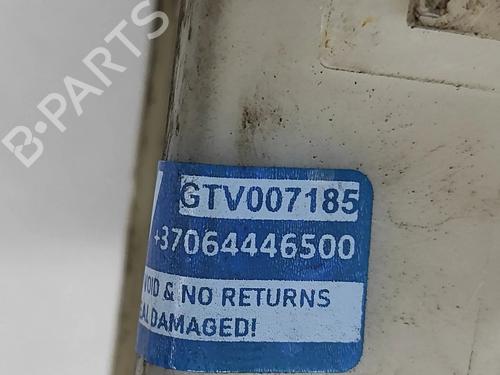 B-PARTS
GTV007185
+37064446500
VOID & NO RETURNS
DAMAGED!